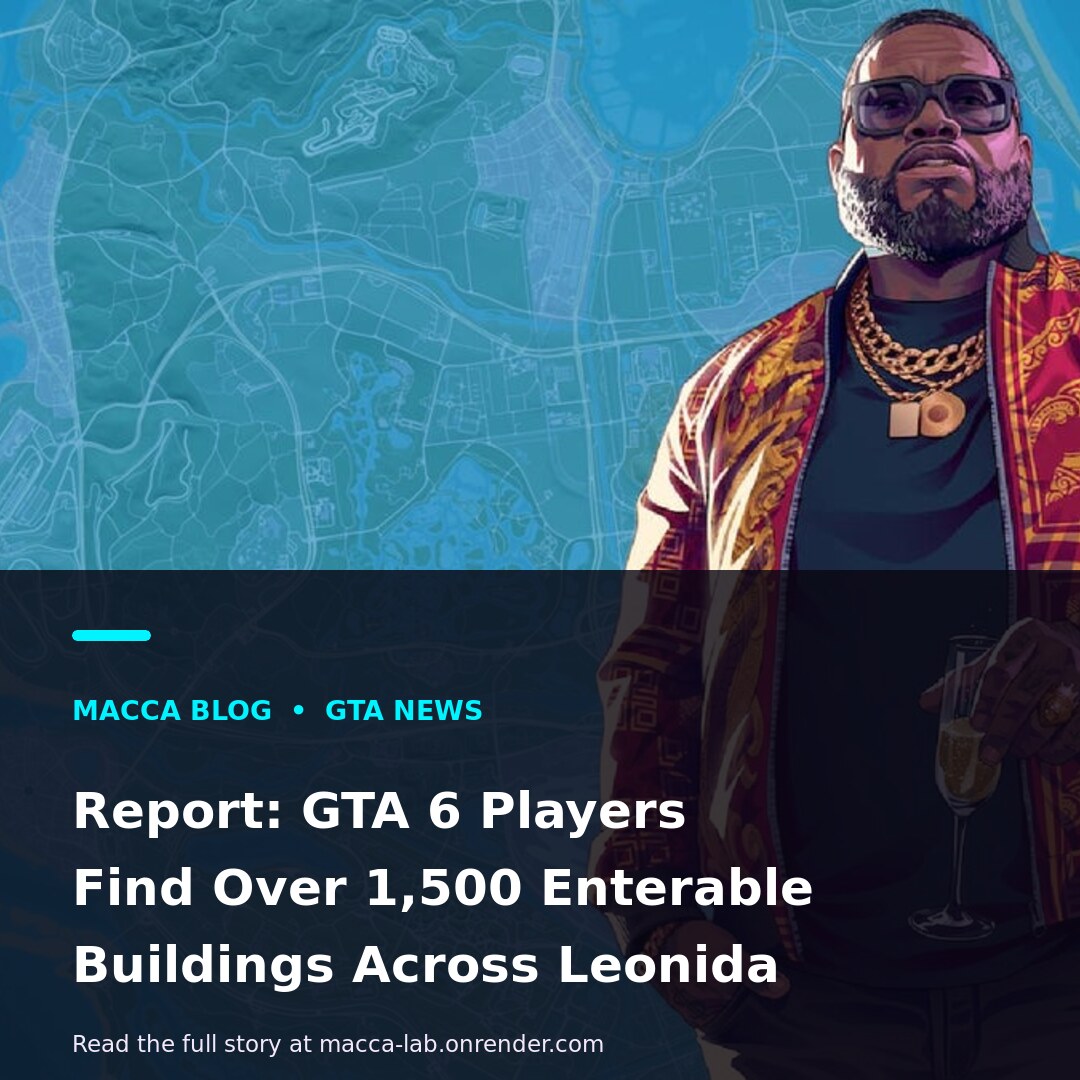 MACCA BLOG • GTA NEWS
Report: GTA 6 Players
Find Over 1,500 Enterable
Buildings Across Leonida
Read the full story at macca-lab.onrender.com